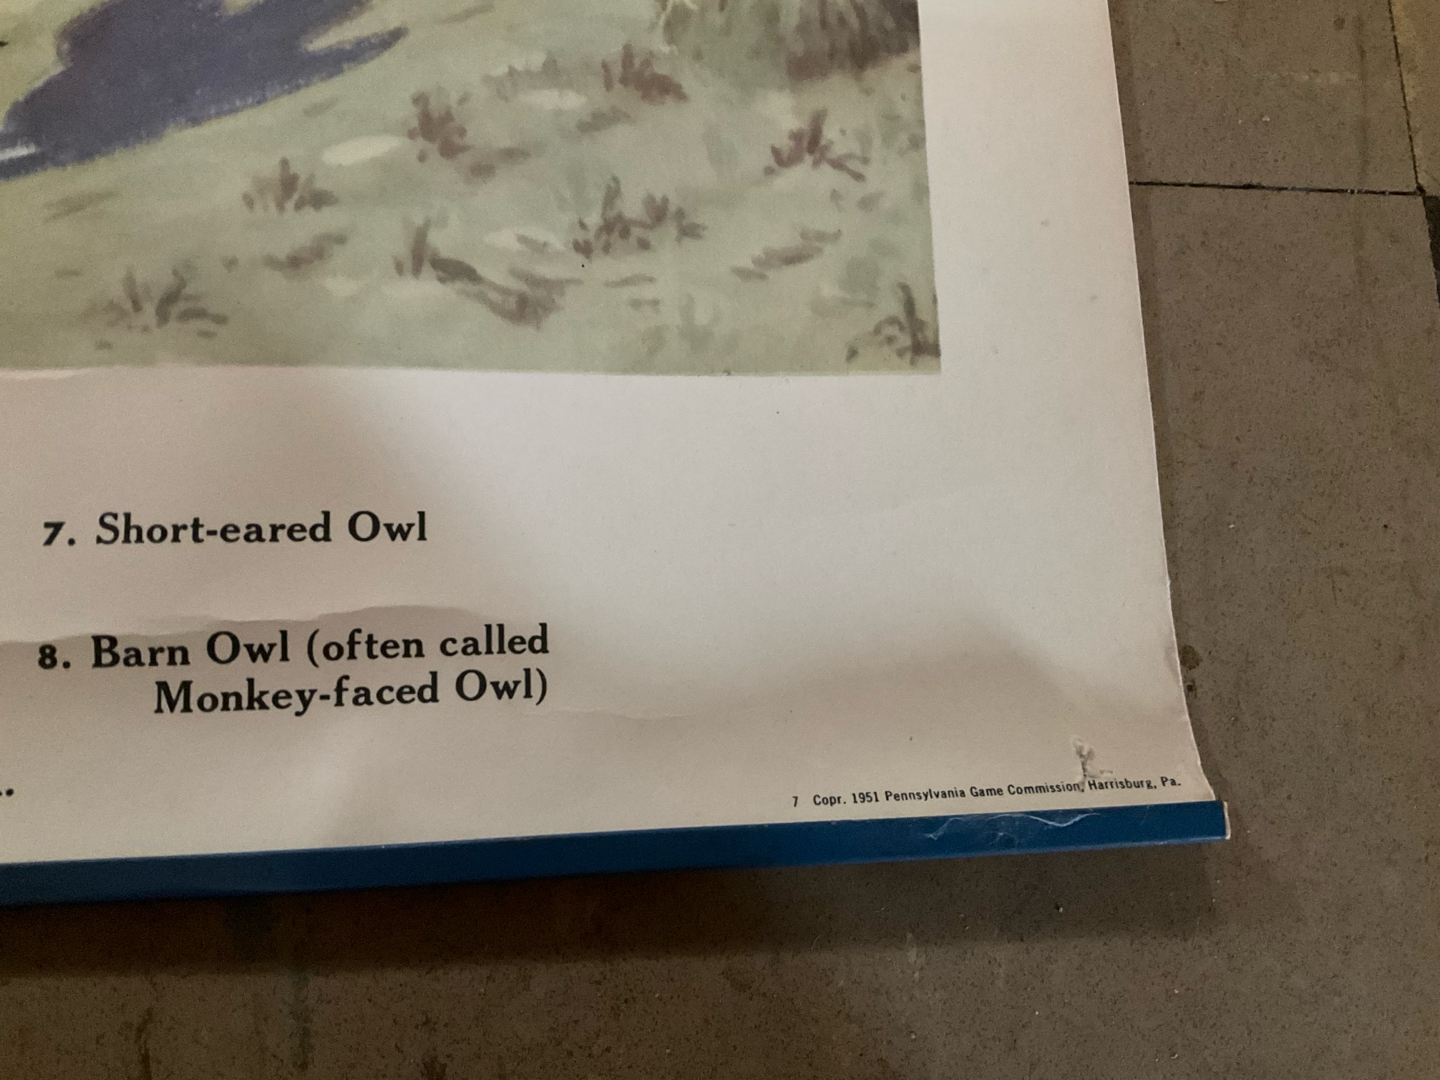 7. Short-eared Owl
8. Barn Owl (often called
Monkey-faced Owl)
..
7 Copr. 1951 Pennsylvania Game Commission, Harrisburg, Pa.